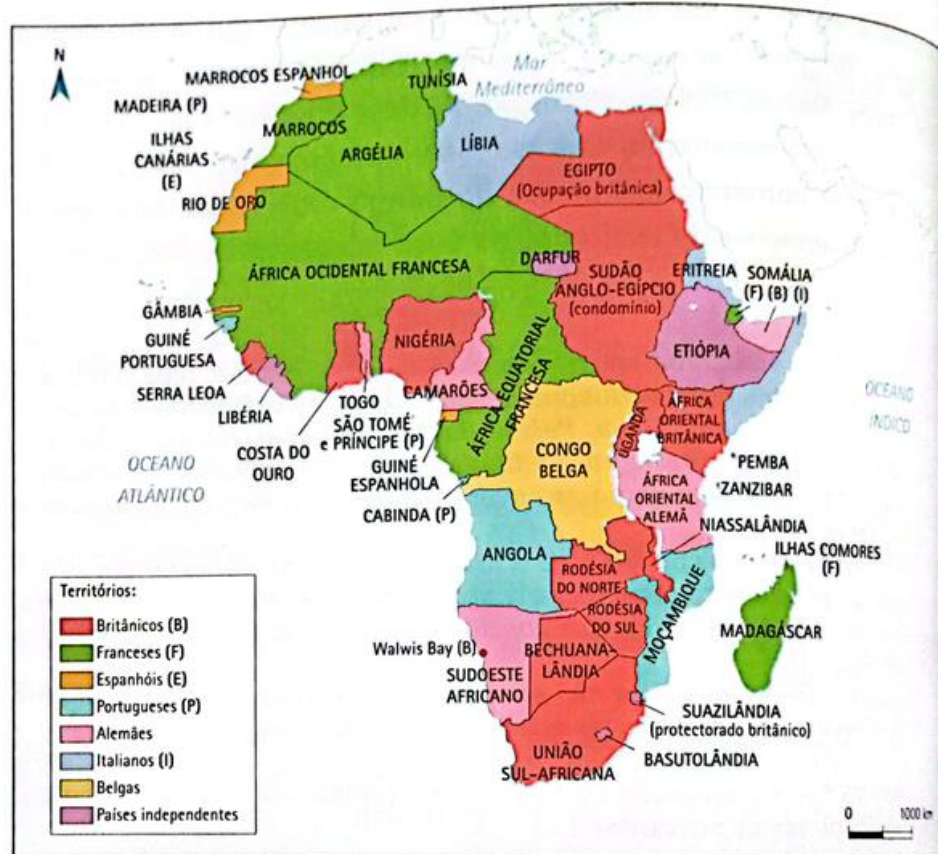 N
MARROCOS ESPANHOL
MADEIRA (P)
TUNÍSIA
Mar
Mediterrâneo
MARROCOS
ILHAS
CANÁRIAS
(E)
ARGÉLIA
LÍBIA
EGIPTO
(Ocupação britânica)
RIO DE ORO
ÁFRICA OCIDENTAL FRANCESA
DARFUR
SUDÃO
ANGLO-EGÍPCIO
(condomínio)
ERITREIA
SOMÁLIA
(F) (B) (I)
GÂMBIA
GUINÉ
PORTUGUESA
SERRA LEOA
LIBÉRIA
NIGÉRIA
CAMARÕES
ETIÓPIA
ÁFRICA EQUATORIAL
FRANCESA
COSTA DO
OURO
TOGO
SÃO TOMÉ
e PRÍNCIPE (P)
GUINÉ
ESPANHOLA
CABINDA (P)
CONGO
BELGA
UGANDA
ÁFRICA
ORIENTAL
BRITÂNICA
OCEANO
ÍNDICO
OCEANO
ATLÂNTICO
PEMBA
ZANZIBAR
ÁFRICA
ORIENTAL
ALEMÃ
NIASSALÂNDIA
ILHAS COMORES
(F)
ANGOLA
RODÉSIA
DO NORTE
RODÉSIA
DO SUL
MOÇAMBIQUE
MADAGÁSCAR
Walwis Bay (B)
SUDOESTE
AFRICANO
BECHUANA-
LÂNDIA
SUAZILÂNDIA
(protectorado britânico)
BASUTOLÂNDIA
UNIÃO
SUL-AFRICANA
Territórios:
Britânicos (B)
Franceses (F)
Espanhóis (E)
Portugueses (P)
Alemães
Italianos (I)
Belgas
Países independentes
0 1000 km